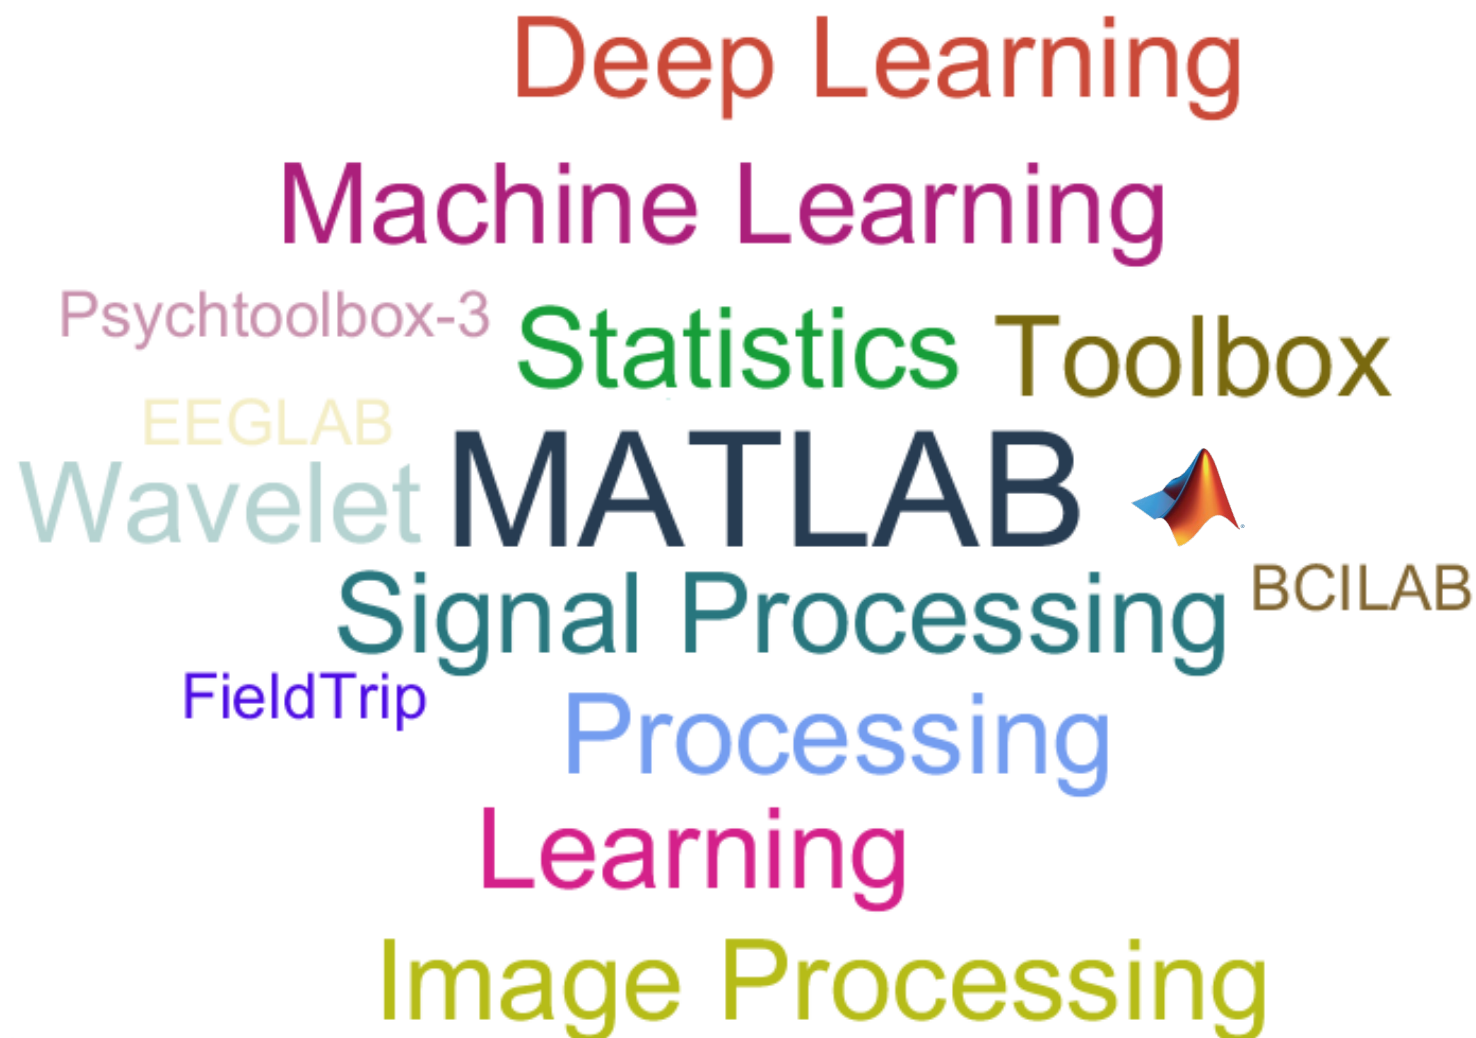 Deep Learning
Machine Learning
Psychtoolbox-3
Statistics
Toolbox
EEGLAB
Wavelet
MATLAB
BCILAB
Signal Processing
FieldTrip
Processing
Learning
Image Processing